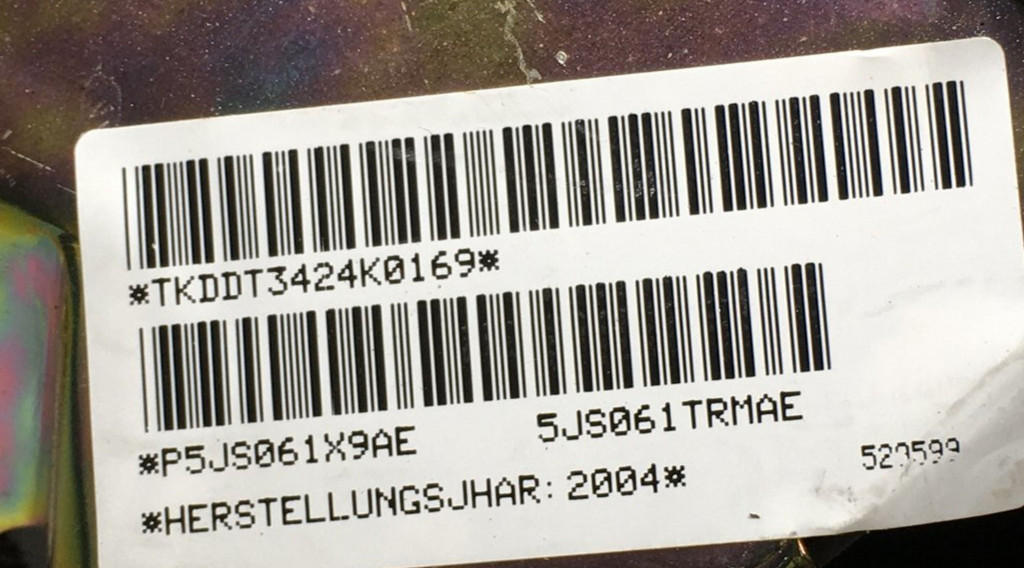 *TKDDT3424K0169*
*P5JS061X9AE 5JS061TRMAE
*HERSTELLUNGSJHAR: 2004*